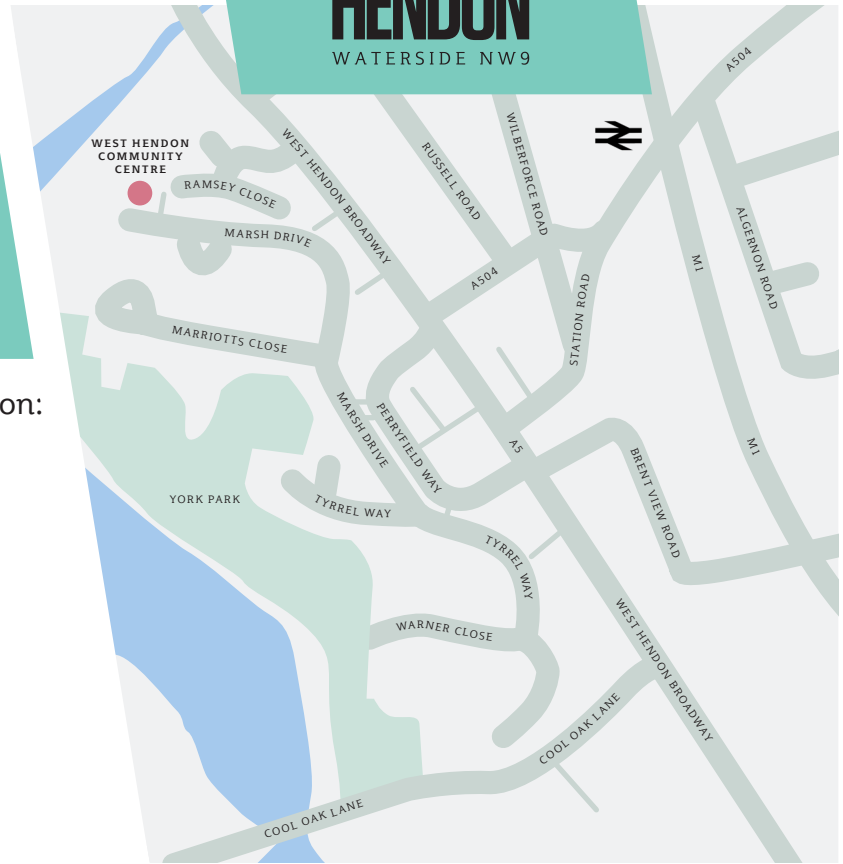 HENDON
WATERSIDE NW9
A504
WEST HENDON
COMMUNITY
CENTRE
WEST HENDON BROADWAY
RUSSELL ROAD
WILBERFORCE ROAD
RAMSEY CLOSE
MARSH DRIVE
ALGERNON ROAD
M1
A504
STATION ROAD
MARRIOTTS CLOSE
on:
MARSH DRIVE
PERRYFIELD WAY
A5
M1
BRENT VIEW ROAD
YORK PARK
TYRREL WAY
TYRREL WAY
WARNER CLOSE
WEST HENDON BROADWAY
COOL OAK LANE
COOL OAK LANE